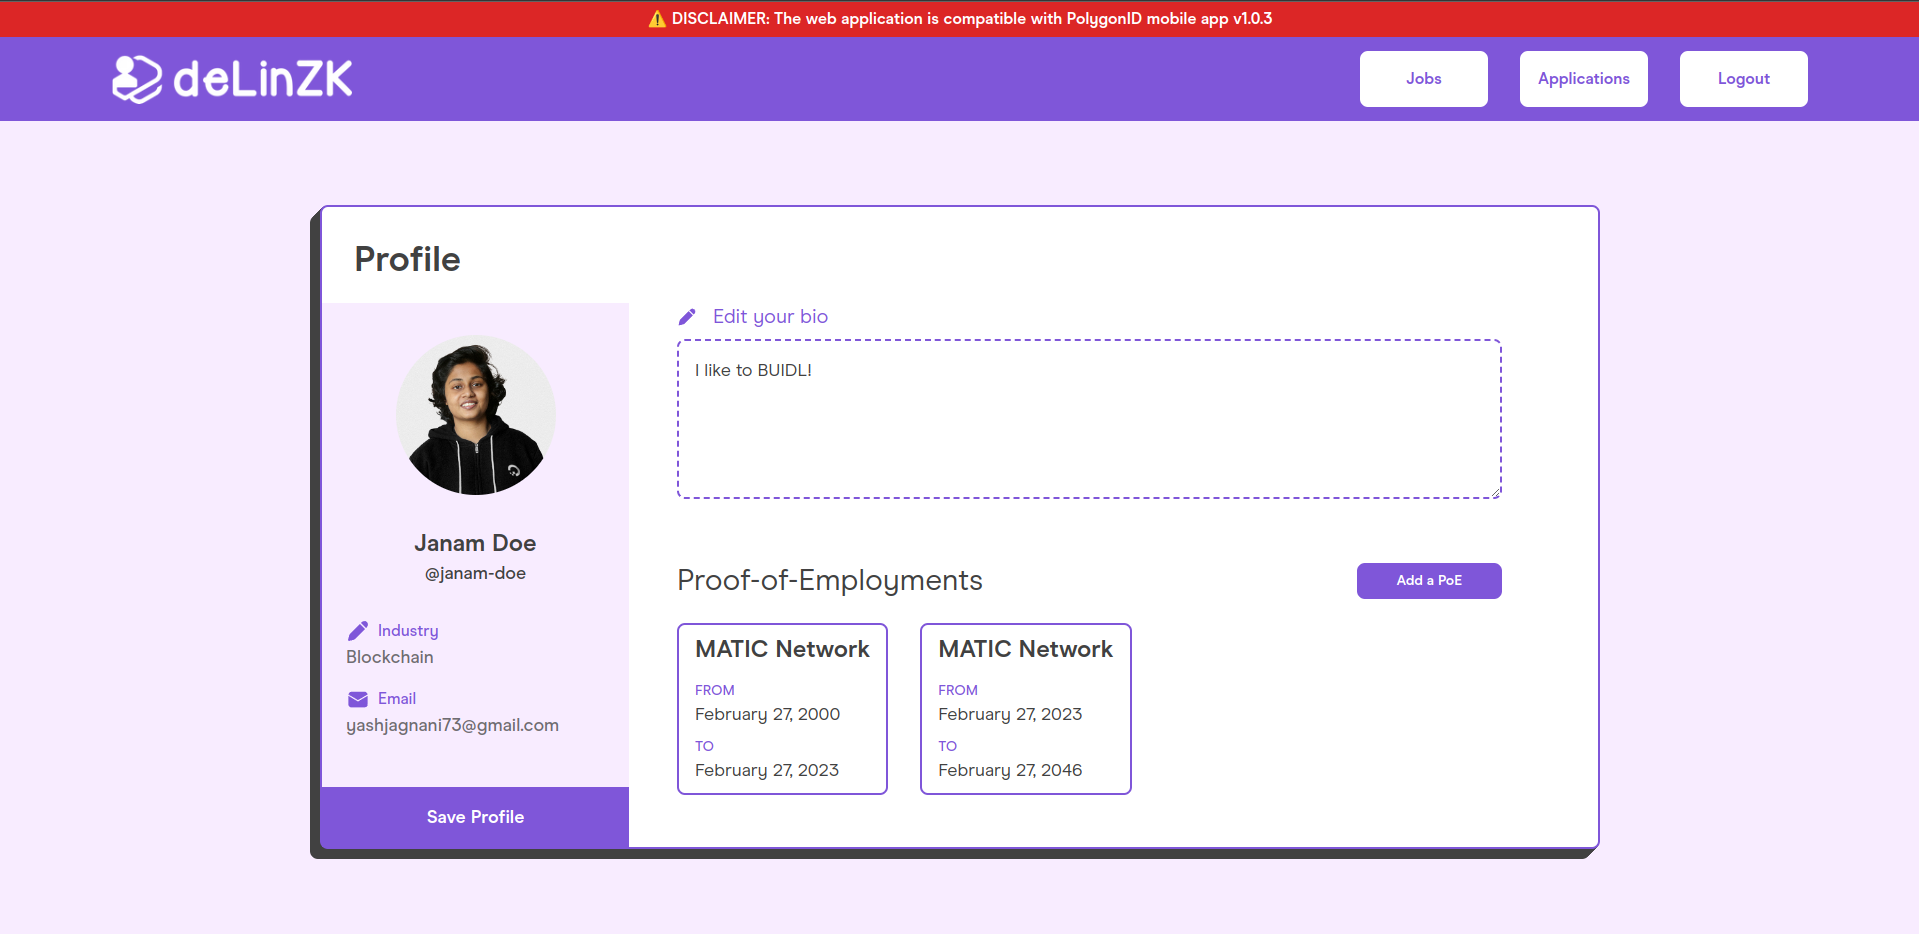 ⚠️ DISCLAIMER: The web application is compatible with PolygonID mobile app v1.0.3
deLinZK
Jobs
Applications
Logout
Profile
Edit your bio
I like to BUIDL!
Janam Doe
@janam-doe
Industry
Blockchain
Email
yashjagnani73@gmail.com
Save Profile
Proof-of-Employments
Add a PoE
MATIC Network
FROM
February 27, 2000
TO
February 27, 2023
MATIC Network
FROM
February 27, 2023
TO
February 27, 2046